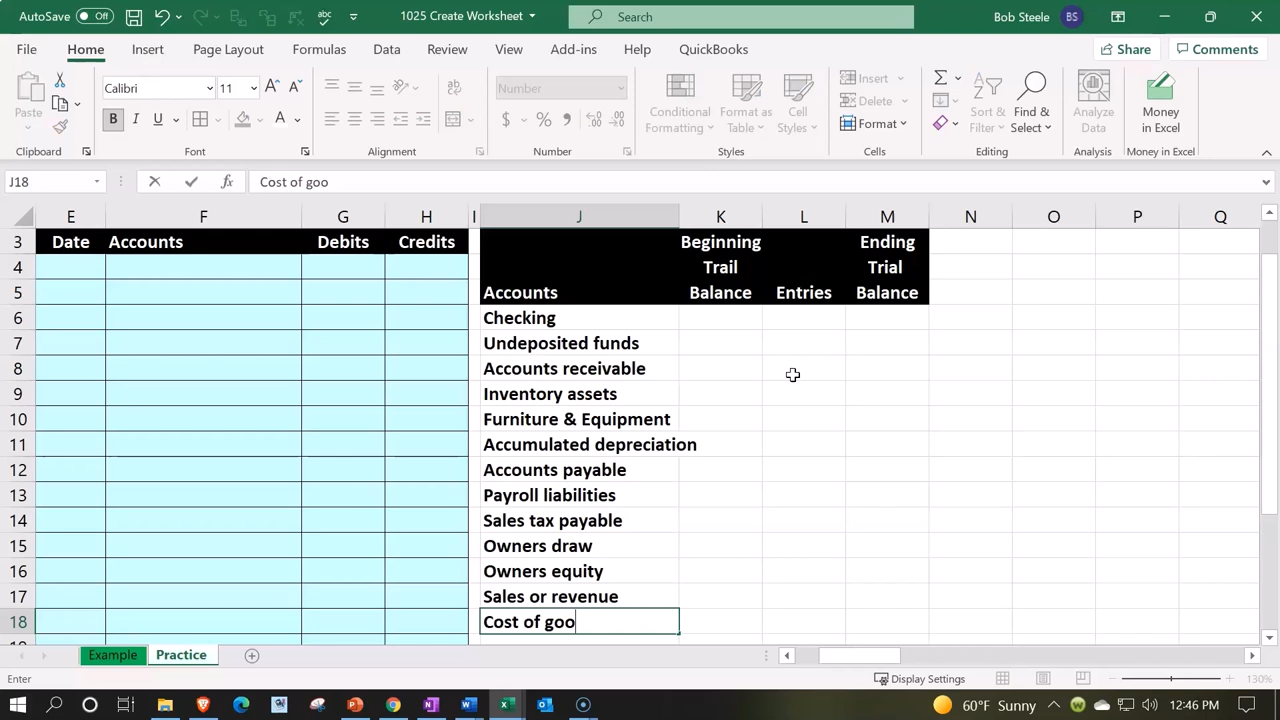 AutoSave Off 1025 Create Worksheet Search Bob Steele BS
File Home Insert Page Layout Formulas Data Review View Add-ins Help QuickBooks Share Comments
Paste
Calibri 11
B I U A
Number
$ % 9
Conditional Formatting
Format as Table
Cell Styles
Insert
Delete
Format
Sort & Filter
Find & Select
Analyze Data
Money in Excel
Clipboard Font Alignment Number Styles Cells Editing Analysis Money in Excel
J18 fx Cost of goo
E F G H I J K L M N O P Q
3 Date Accounts Debits Credits Beginning Ending
4 Trail Trial
5 Accounts Balance Entries Balance
6 Checking
7 Undeposited funds
8 Accounts receivable
9 Inventory assets
10 Furniture & Equipment
11 Accumulated depreciation
12 Accounts payable
13 Payroll liabilities
14 Sales tax payable
15 Owners draw
16 Owners equity
17 Sales or revenue
18 Cost of goo
Example Practice
Enter Display Settings 130%
60°F Sunny 12:46 PM